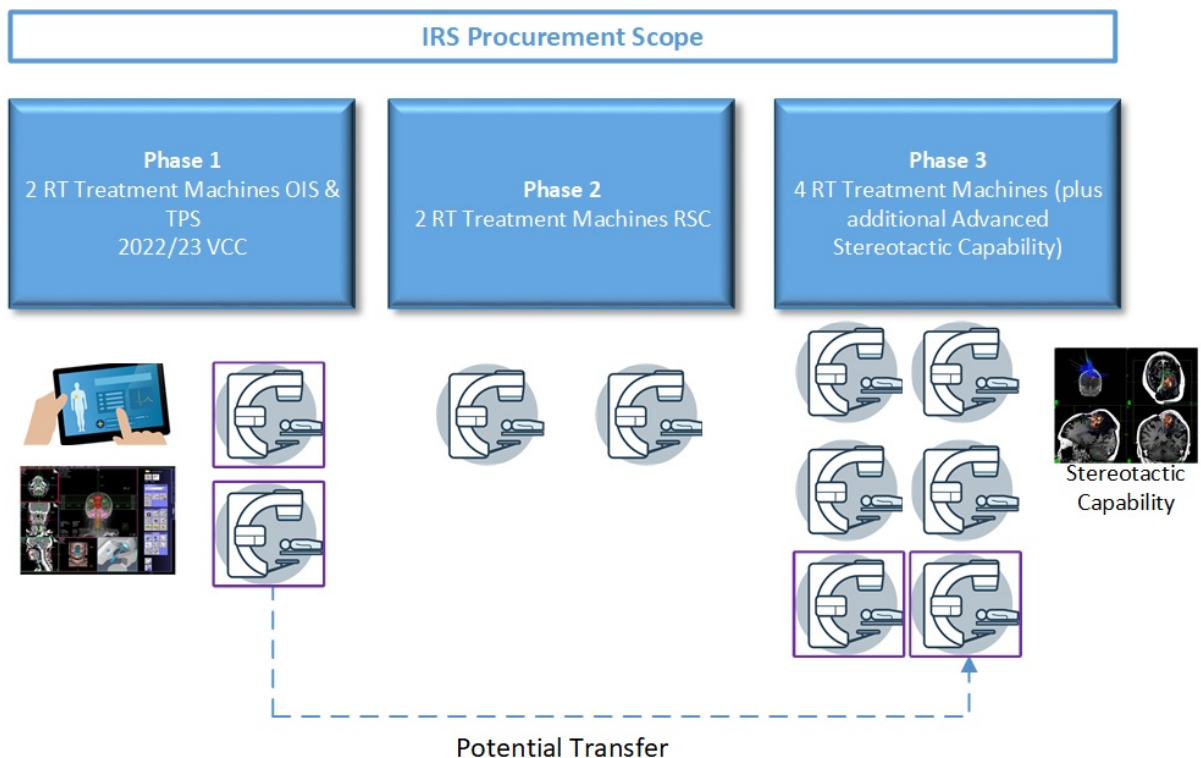 IRS Procurement Scope
Phase 1
2 RT Treatment Machines OIS &
TPS
2022/23 VCC
Phase 2
2 RT Treatment Machines RSC
Phase 3
4 RT Treatment Machines (plus
additional Advanced
Stereotactic Capability)
Stereotactic
Capability
Potential Transfer